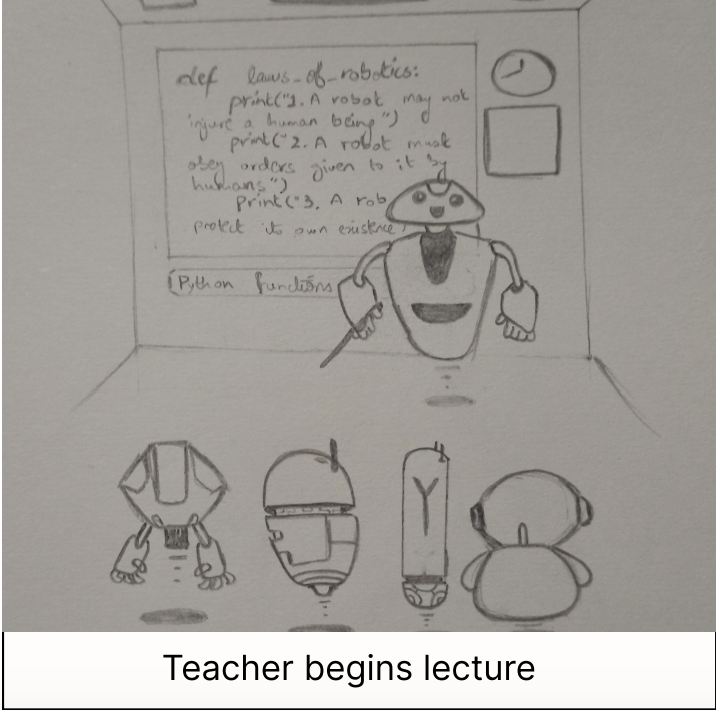 def laws_of_robotics:
print("1. A robot may not
injure a human being")
print("2. A robot must
obey orders given to it by
humans")
print("3. A rob
protect its own existence
Python functions
Y
Teacher begins lecture